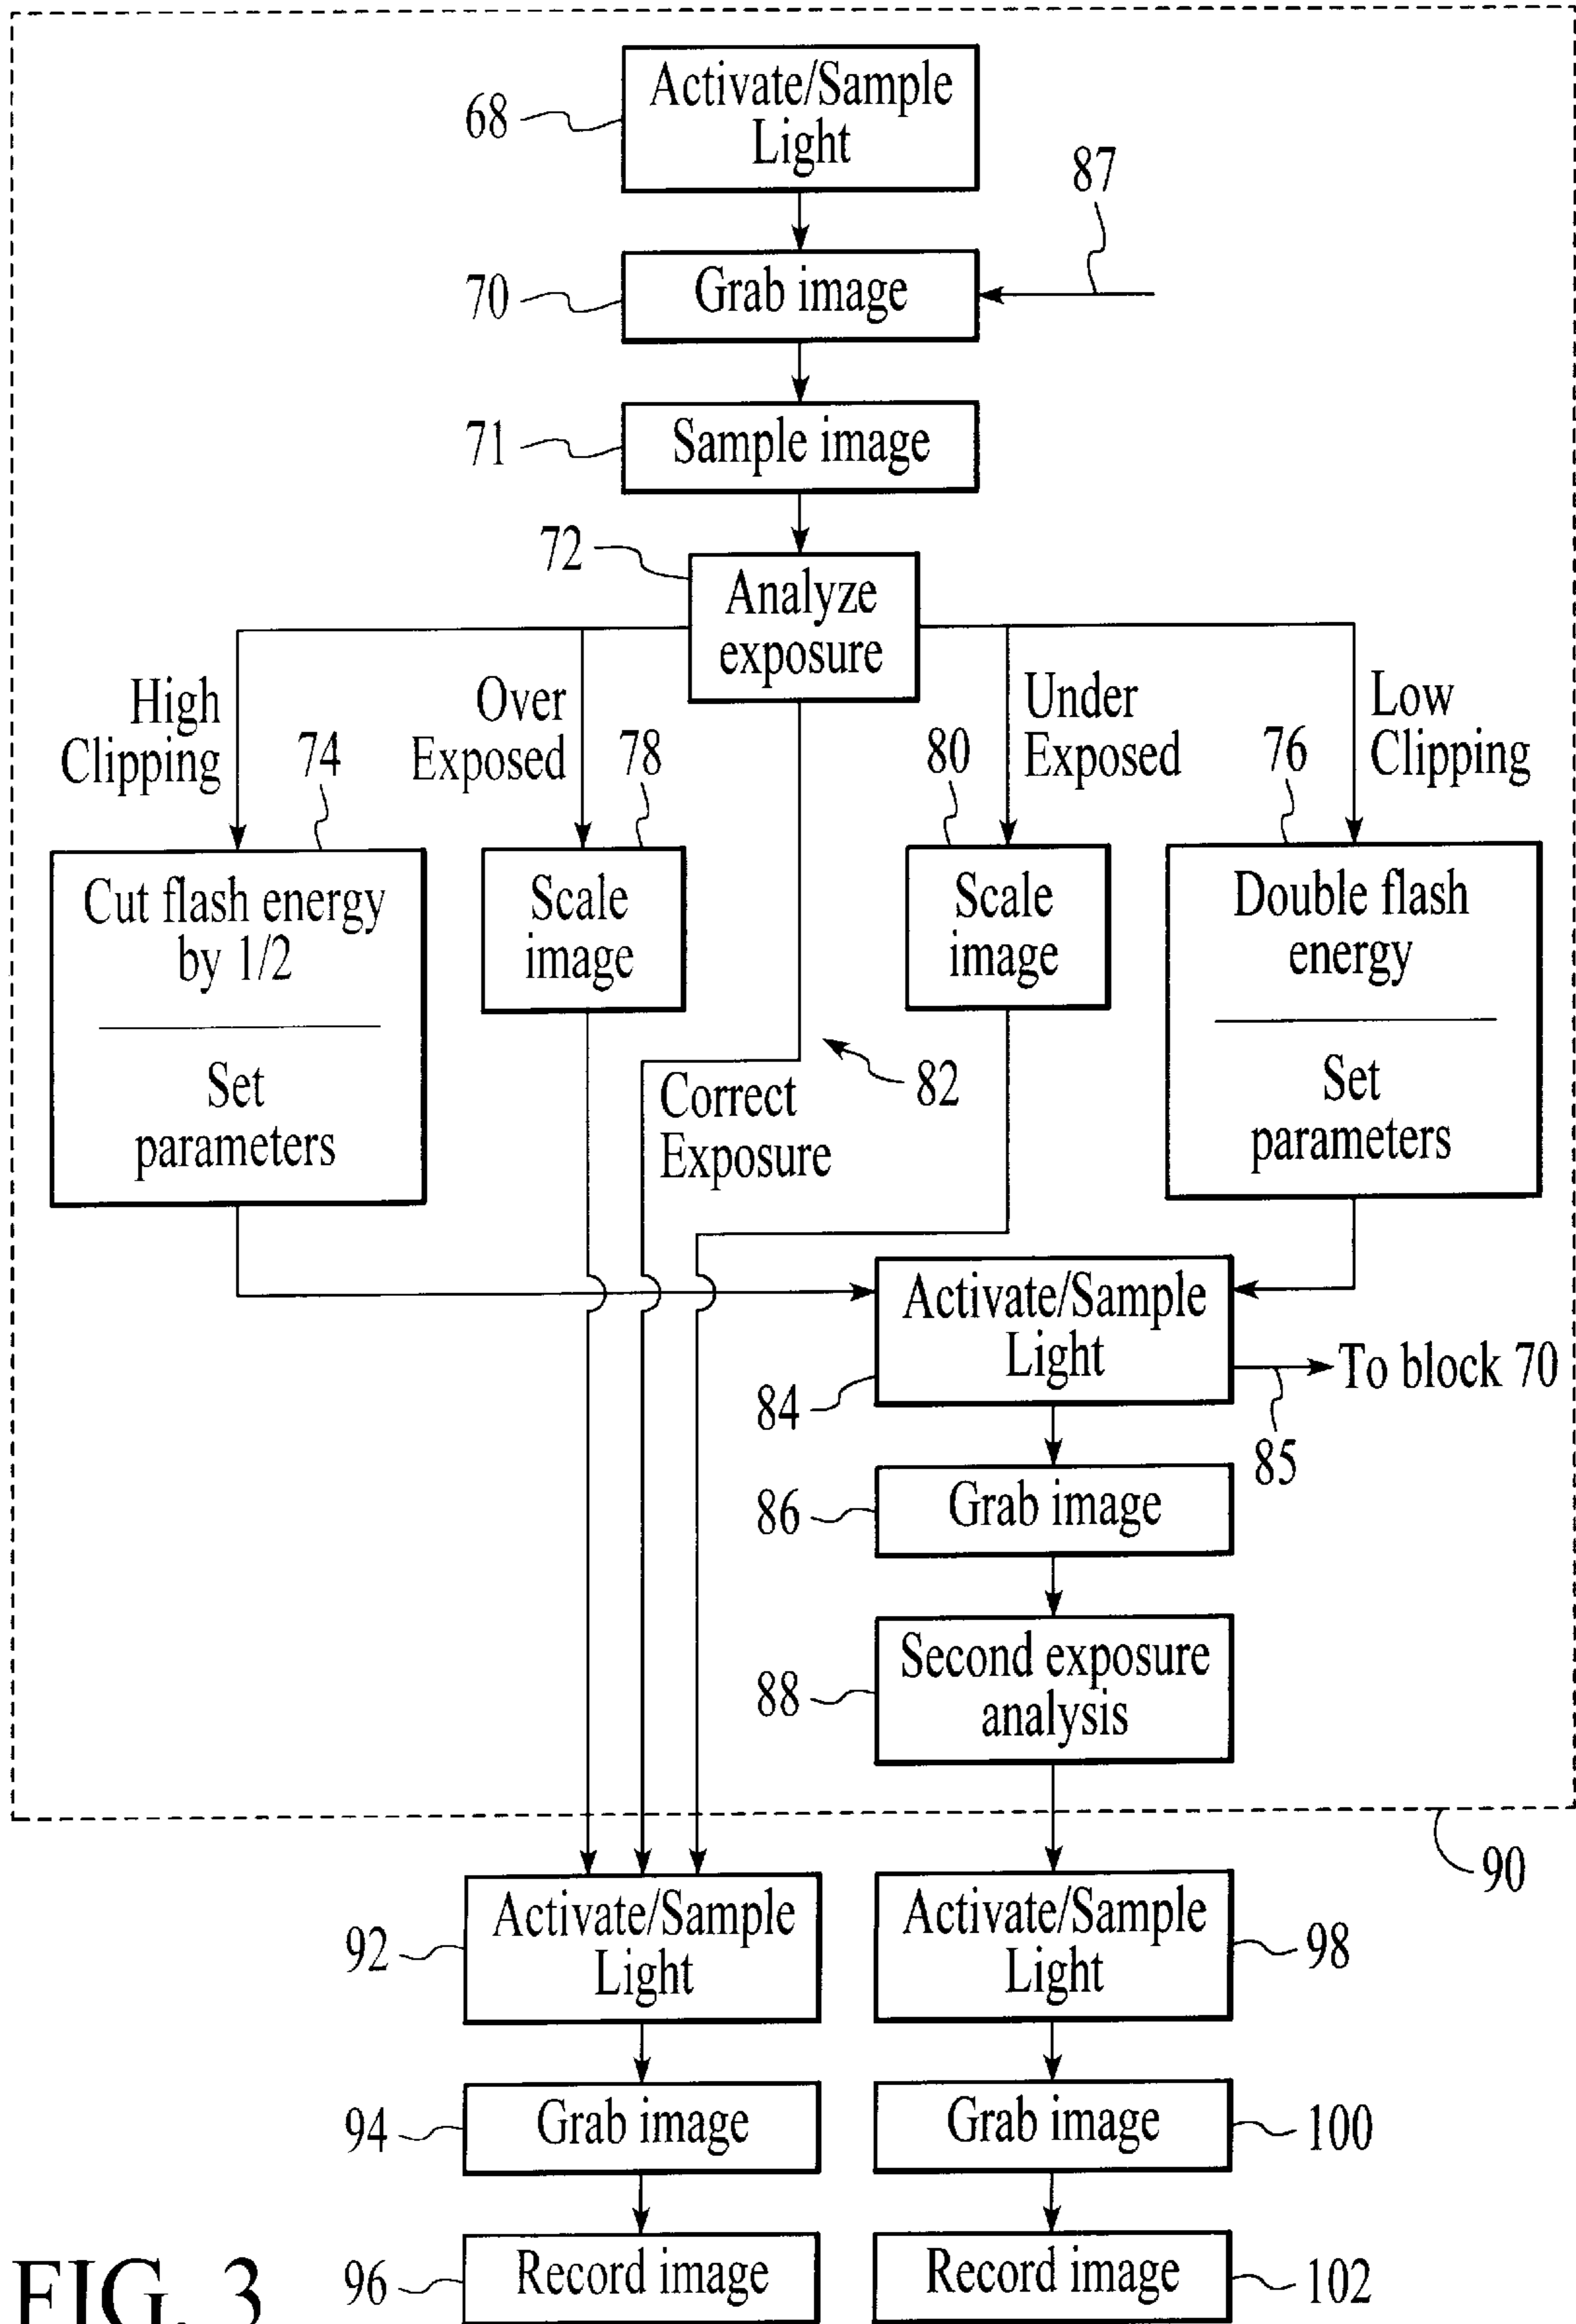 Activate/Sample
Light
68
87
Grab image
70
Sample image
71
72
Analyze
exposure
High
Clipping
74
Over
Exposed
78
80
Under
Exposed
76
Low
Clipping
Cut flash energy
by 1/2
Set
parameters
Scale
image
Scale
image
Double flash
energy
Set
parameters
82
Correct
Exposure
Activate/Sample
Light
84
To block 70
85
86
Grab image
88
Second exposure
analysis
90
92
Activate/Sample
Light
Activate/Sample
Light
98
94
Grab image
Grab image
100
96
Record image
Record image
102
FIG. 3